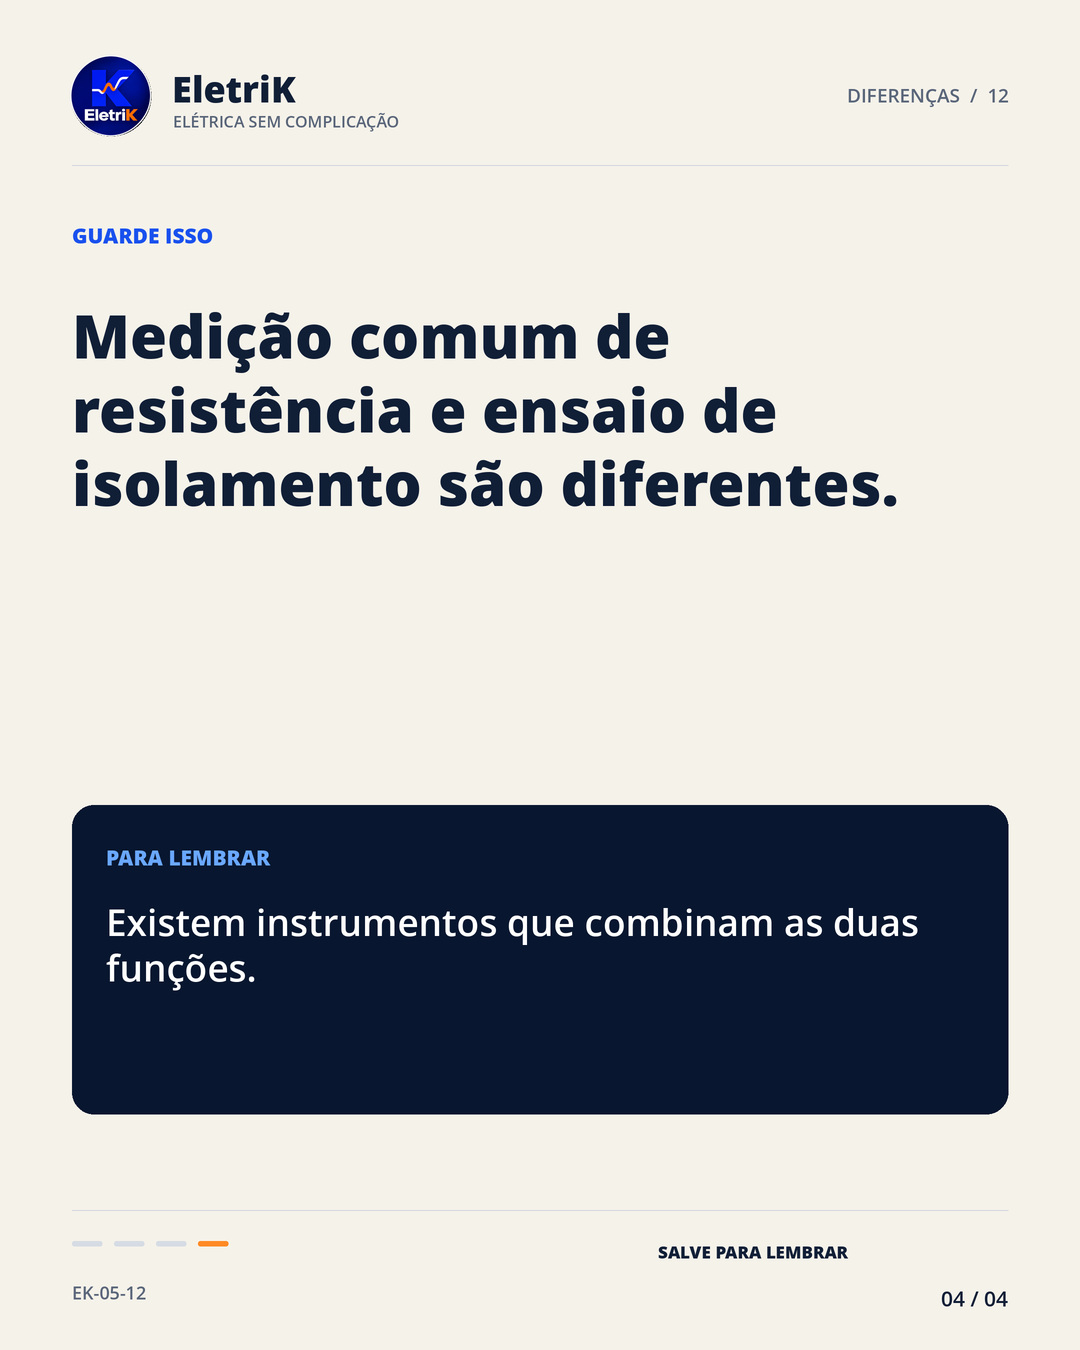 EletriK
EletriK
ELÉTRICA SEM COMPLICAÇÃO
DIFERENÇAS / 12
GUARDE ISSO
Medição comum de
resistência e ensaio de
isolamento são diferentes.
PARA LEMBRAR
Existem instrumentos que combinam as duas
funções.
SALVE PARA LEMBRAR
EK-05-12
04 / 04